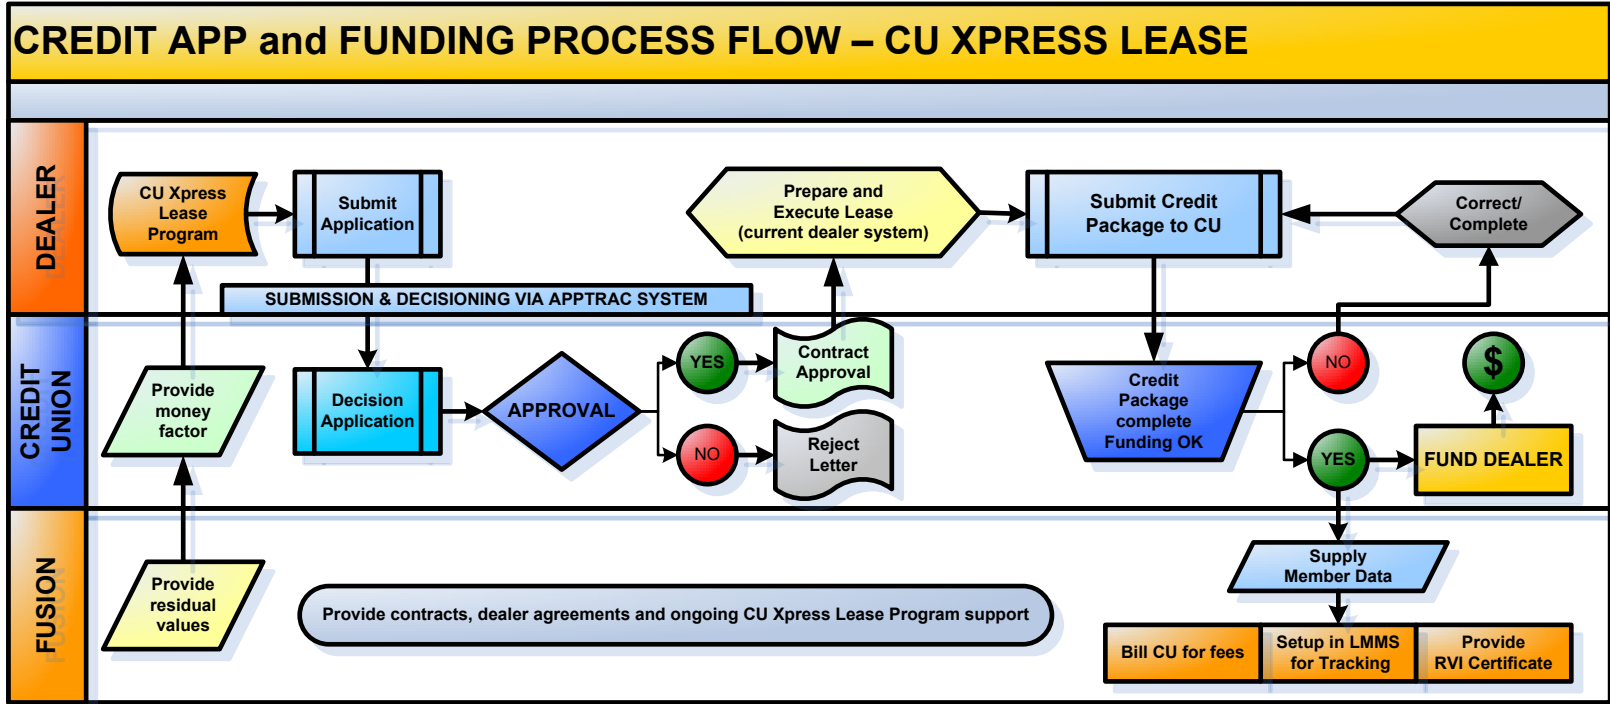 CREDIT APP and FUNDING PROCESS FLOW – CU XPRESS LEASE
DEALER
CU Xpress
Lease
Program
Submit
Application
Prepare and
Execute Lease
(current dealer system)
Submit Credit
Package to CU
Correct/
Complete
SUBMISSION & DECISIONING VIA APPTRAC SYSTEM
CREDIT
UNION
Provide
money
factor
Decision
Application
APPROVAL
YES
Contract
Approval
NO
Reject
Letter
Credit
Package
complete
Funding OK
NO
YES
$
FUND DEALER
FUSION
Provide
residual
values
Provide contracts, dealer agreements and ongoing CU Xpress Lease Program support
Supply
Member Data
Bill CU for fees
Setup in LMMS
for Tracking
Provide
RVI Certificate